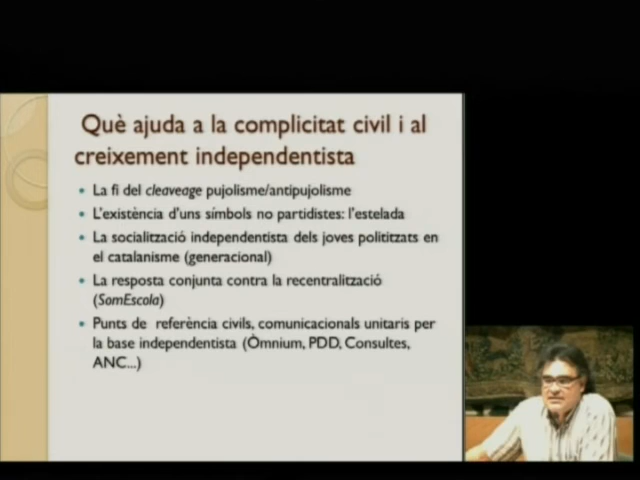 Què ajuda a la complicitat civil i al
creixement independentista
La fi del cleaveage pujolisme/antipujolisme
L'existència d'uns símbols no partidistes: l'estelada
La socialització independentista dels joves polititzats en
el catalanisme (generacional)
La resposta conjunta contra la recentralització
(SomEscola)
Punts de referència civils, comunicacionals unitaris per
la base independentista (Òmnium, PDD, Consultes,
ANC...)